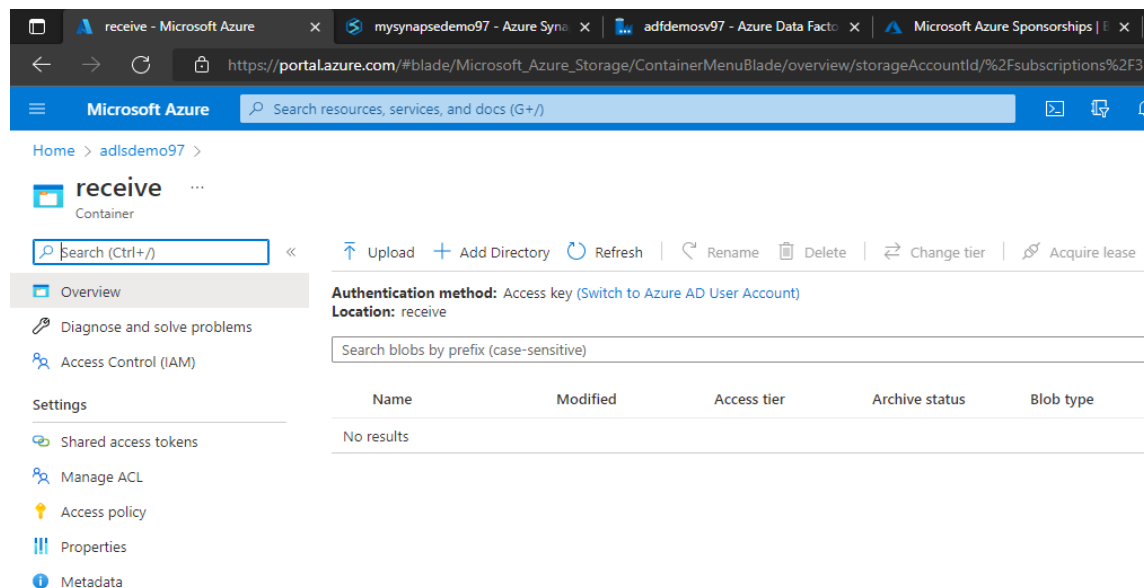 receive - Microsoft Azure
mysynapsedemo97 - Azure Syna
adfdemosv97 - Azure Data Facto
Microsoft Azure Sponsorships |
https://portal.azure.com/#blade/Microsoft_Azure_Storage/ContainerMenuBlade/overview/storageAccountId/%2Fsubscriptions%2F3
Microsoft Azure
Search resources, services, and docs (G+/)
Home > adlsdemo97 >
receive ...
Container
Search (Ctrl+/)
«
Upload
Add Directory
Refresh
Rename
Delete
Change tier
Acquire lease
Overview
Diagnose and solve problems
Access Control (IAM)
Settings
Shared access tokens
Manage ACL
Access policy
Properties
Metadata
Authentication method: Access key (Switch to Azure AD User Account)
Location: receive
Search blobs by prefix (case-sensitive)
Name Modified Access tier Archive status Blob type
No results